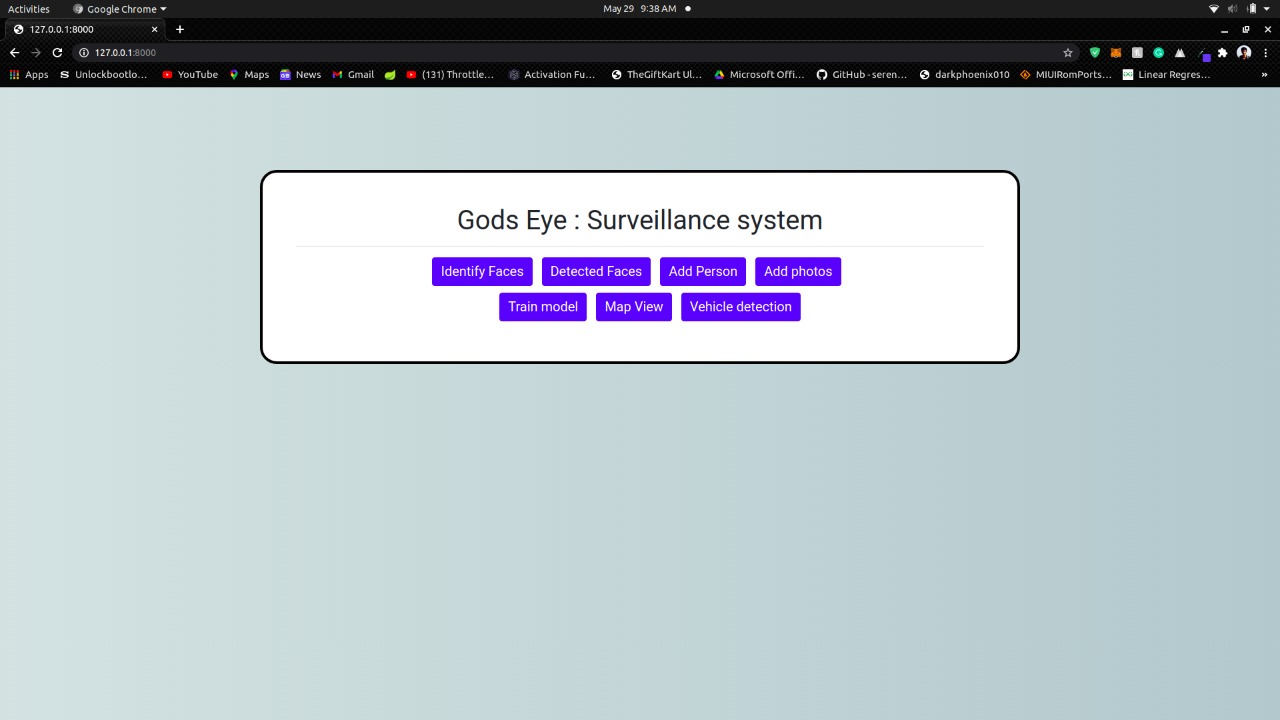 Activities Google Chrome May 29 9:38 AM
127.0.0.1:8000
127.0.0.1:8000
Apps Unlockbootlo... YouTube Maps News Gmail (131) Throttle... Activation Fu... TheGiftKart Ul... Microsoft Offi... GitHub - seren... darkphoenix010 MIUIRomPorts... Linear Regres...
Gods Eye : Surveillance system
Identify Faces Detected Faces Add Person Add photos
Train model Map View Vehicle detection